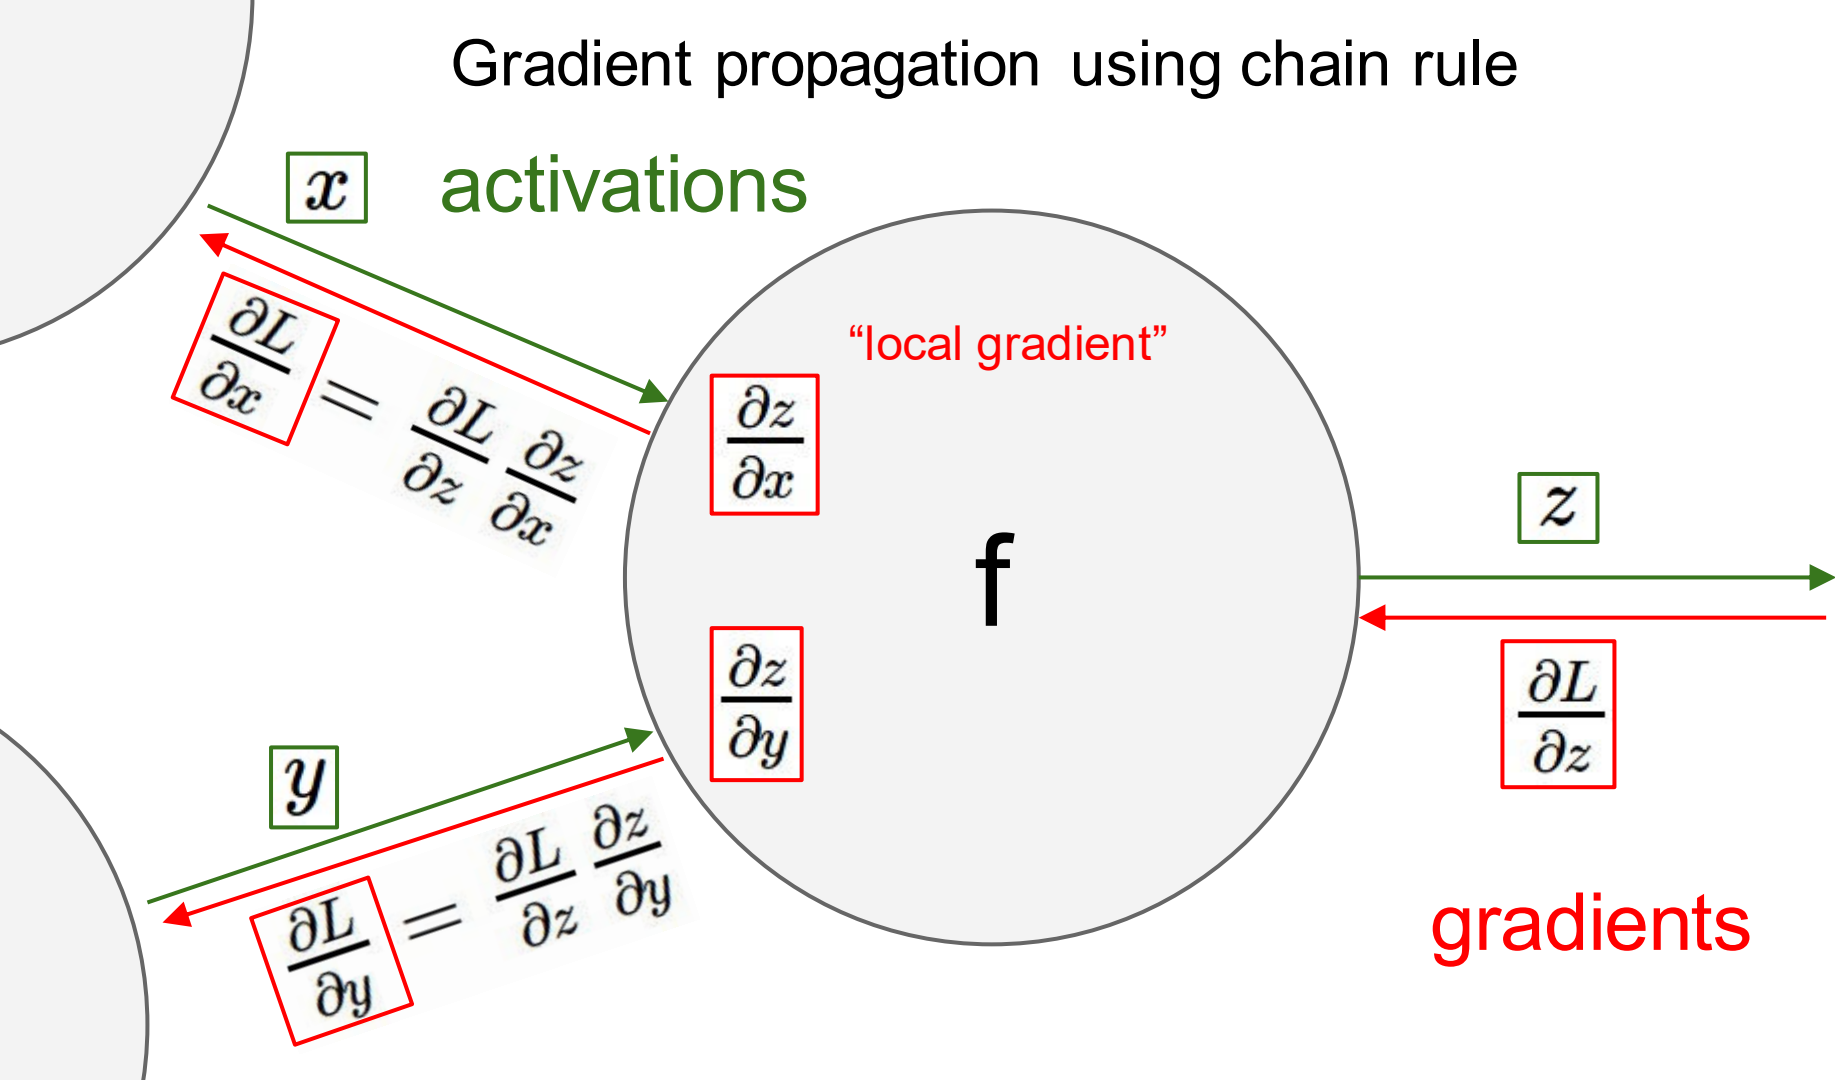 Gradient propagation using chain rule
x
activations
∂L/∂x = ∂L/∂z ∂z/∂x
“local gradient”
∂z/∂x
f
z
∂z/∂y
∂L/∂z
y
∂L/∂y = ∂L/∂z ∂z/∂y
gradients